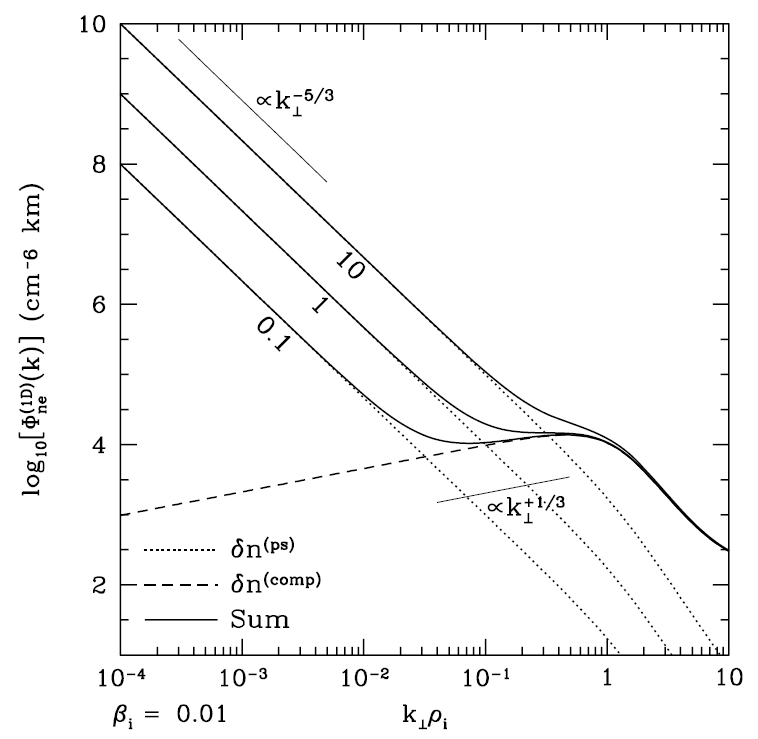 10
8
6
4
2
log₁₀[Φₙₑ⁽¹ᴰ⁾(k)] (cm⁻⁶ km)
∝k⊥^−5/3
10
1
0.1
∝k⊥^+1/3
δn⁽ᵖˢ⁾
δn⁽ᶜᵒᵐᵖ⁾
Sum
10⁻⁴ 10⁻³ 10⁻² 10⁻¹ 1 10
βᵢ = 0.01 k⊥ρᵢ